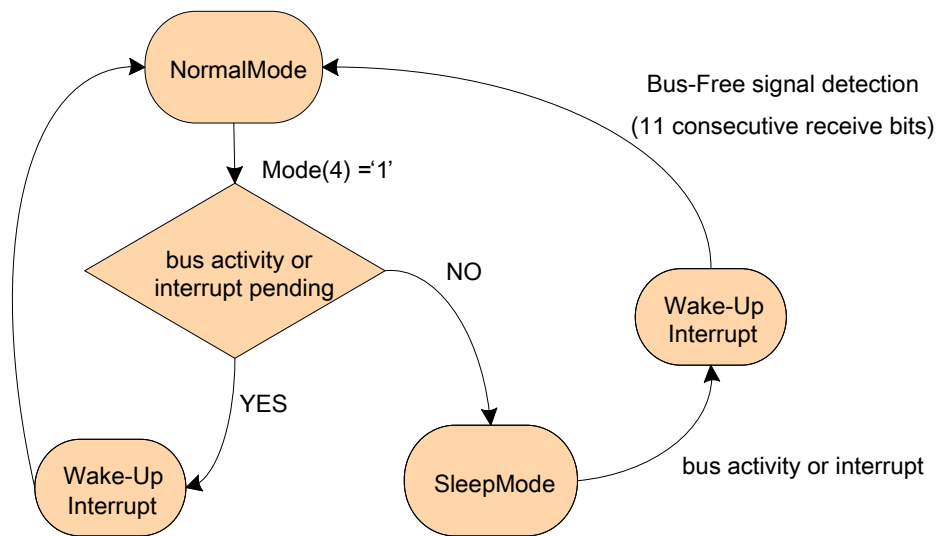 NormalMode
Bus-Free signal detection
(11 consecutive receive bits)
Mode(4) =‘1’
bus activity or
interrupt pending
NO
Wake-Up
Interrupt
YES
Wake-Up
Interrupt
SleepMode
bus activity or interrupt